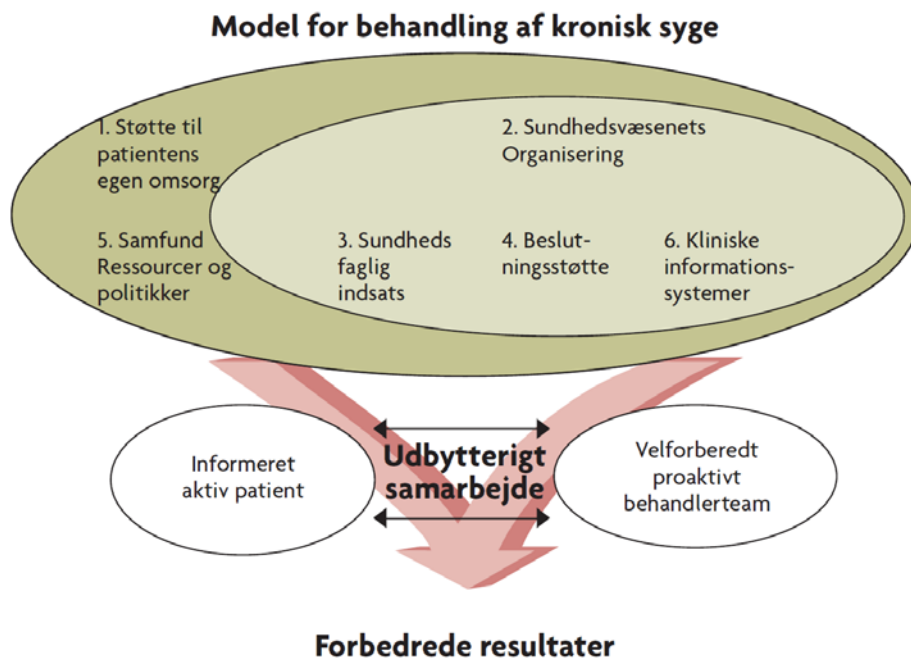 Model for behandling af kronisk syge
1. Støtte til
patientens
egen omsorg
2. Sundhedsvæsenets
Organisering
5. Samfund
Ressourcer og
politikker
3. Sundheds
faglig
indsats
4. Beslut-
ningsstøtte
6. Kliniske
informations-
systemer
Informeret
aktiv patient
Udbytterigt
samarbejde
Velforberedt
proaktivt
behandlerteam
Forbedrede resultater